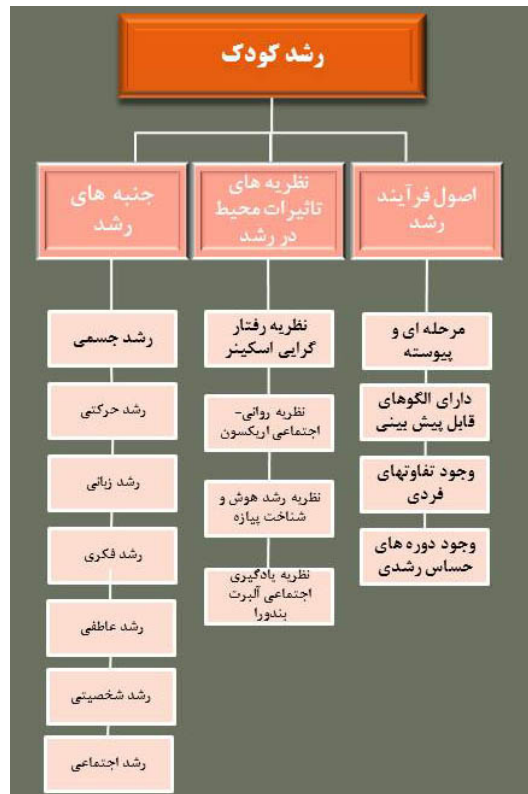 رشد کودک
اصول فرآیند
رشد
مرحله ای و
پیوسته
دارای الگوهای
قابل پیش بینی
وجود تفاوتهای
فردی
وجود دوره های
حساس رشدی
نظریه های
تاثیرات محیط
در رشد
نظریه رفتار
گرایی اسکینر
نظریه روانی-
اجتماعی اریکسون
نظریه رشد هوش و
شناخت پیازه
نظریه یادگیری
اجتماعی آلبرت
بندورا
جنبه های
رشد
رشد جسمی
رشد حرکتی
رشد زبانی
رشد فکری
رشد عاطفی
رشد شخصیتی
رشد اجتماعی